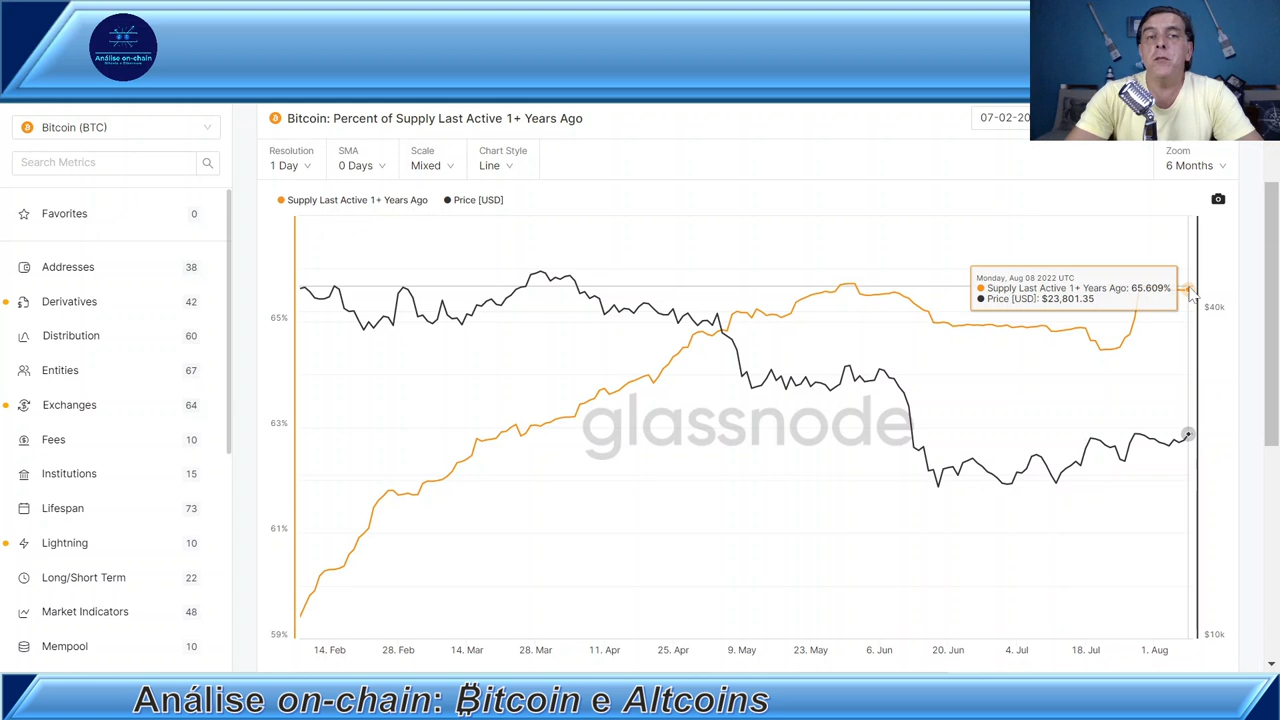 Análise on-chain
Bitcoin e Altcoins
Bitcoin (BTC)
Search Metrics
Favorites 0
Addresses 38
Derivatives 42
Distribution 60
Entities 67
Exchanges 64
Fees 10
Institutions 15
Lifespan 73
Lightning 10
Long/Short Term 22
Market Indicators 48
Mempool 10
Bitcoin: Percent of Supply Last Active 1+ Years Ago
07-02-20
Resolution
1 Day
SMA
0 Days
Scale
Mixed
Chart Style
Line
Zoom
6 Months
Supply Last Active 1+ Years Ago
Price [USD]
Monday, Aug 08 2022 UTC
Supply Last Active 1+ Years Ago: 65.609%
Price [USD]: $23,801.35
65%
63%
61%
59%
$40k
$10k
glassnode
14. Feb
28. Feb
14. Mar
28. Mar
11. Apr
25. Apr
9. May
23. May
6. Jun
20. Jun
4. Jul
18. Jul
1. Aug
Análise on-chain: ₿itcoin e Altcoins